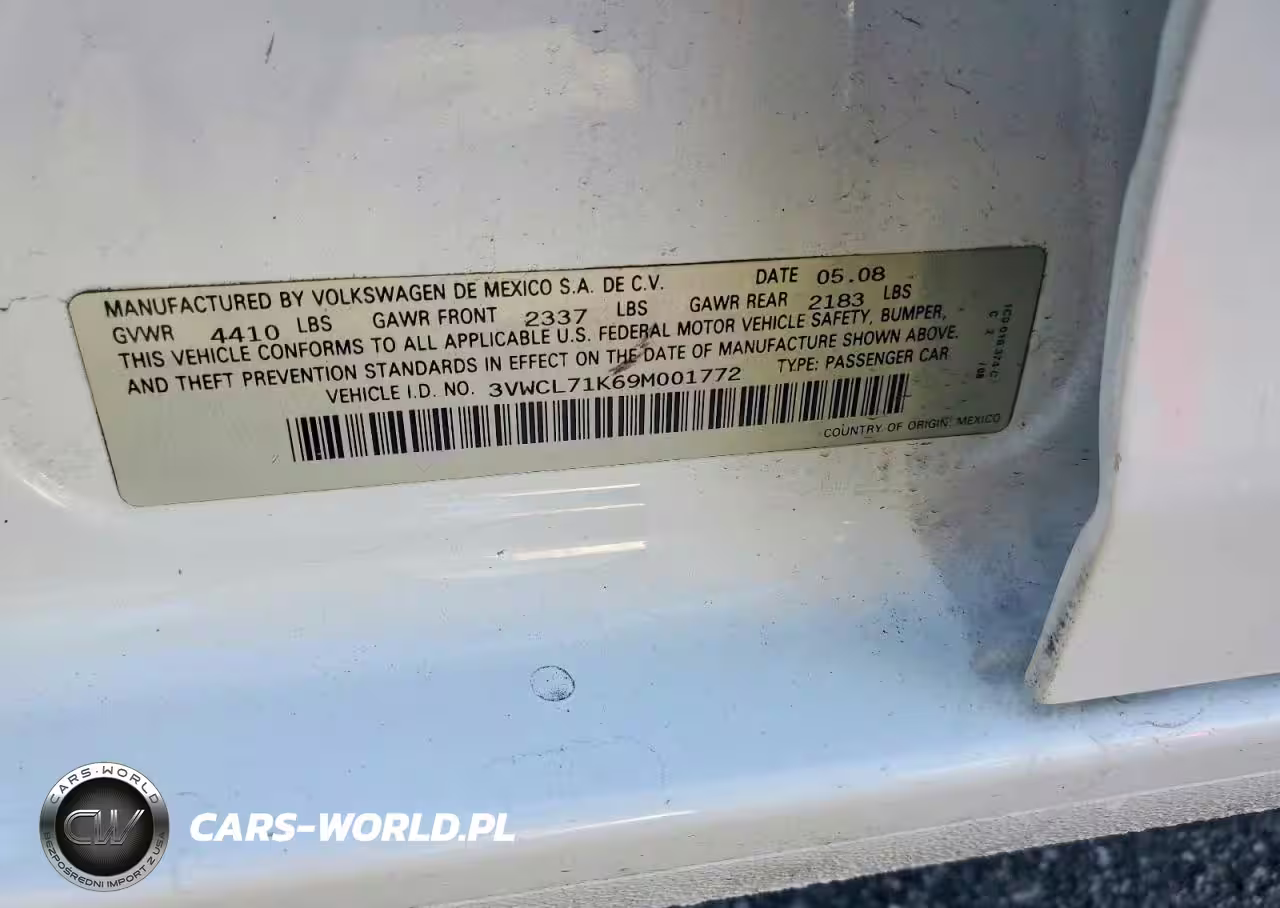 MANUFACTURED BY VOLKSWAGEN DE MEXICO S.A. DE C.V. DATE 05.08
GVWR 4410 LBS GAWR FRONT 2337 LBS GAWR REAR 2183 LBS
THIS VEHICLE CONFORMS TO ALL APPLICABLE U.S. FEDERAL MOTOR VEHICLE SAFETY, BUMPER,
AND THEFT PREVENTION STANDARDS IN EFFECT ON THE DATE OF MANUFACTURE SHOWN ABOVE.
VEHICLE I.D. NO. 3VWCL71K69M001772 TYPE: PASSENGER CAR
COUNTRY OF ORIGIN: MEXICO
CARS-WORLD
CW
BEZPOŚREDNI IMPORT Z USA
CARS-WORLD.PL